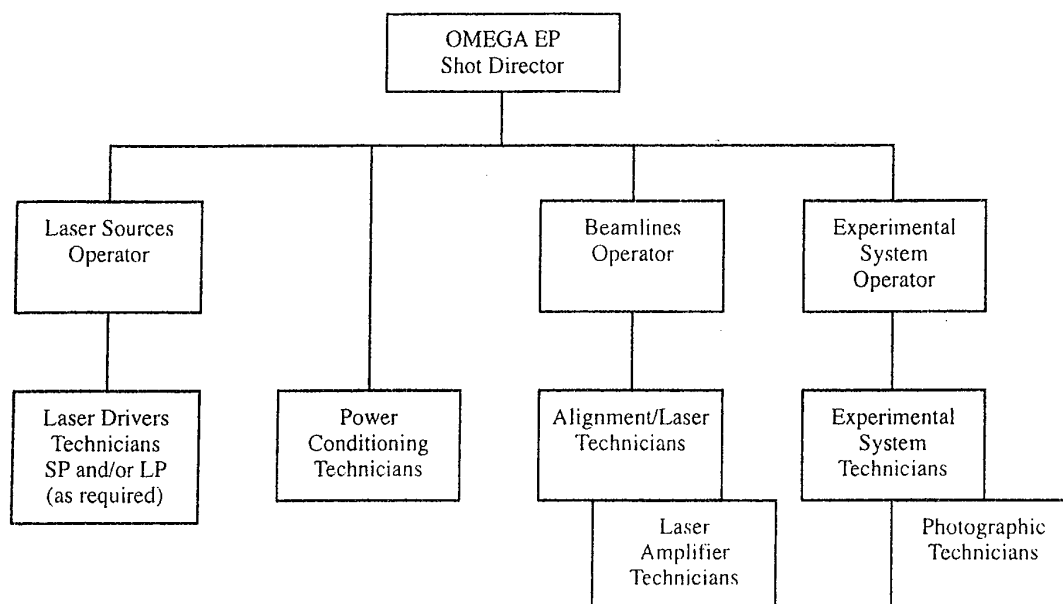 OMEGA EP
Shot Director
Laser Sources
Operator
Beamlines
Operator
Experimental
System
Operator
Laser Drivers
Technicians
SP and/or LP
(as required)
Power
Conditioning
Technicians
Alignment/Laser
Technicians
Experimental
System
Technicians
Laser
Amplifier
Technicians
Photographic
Technicians